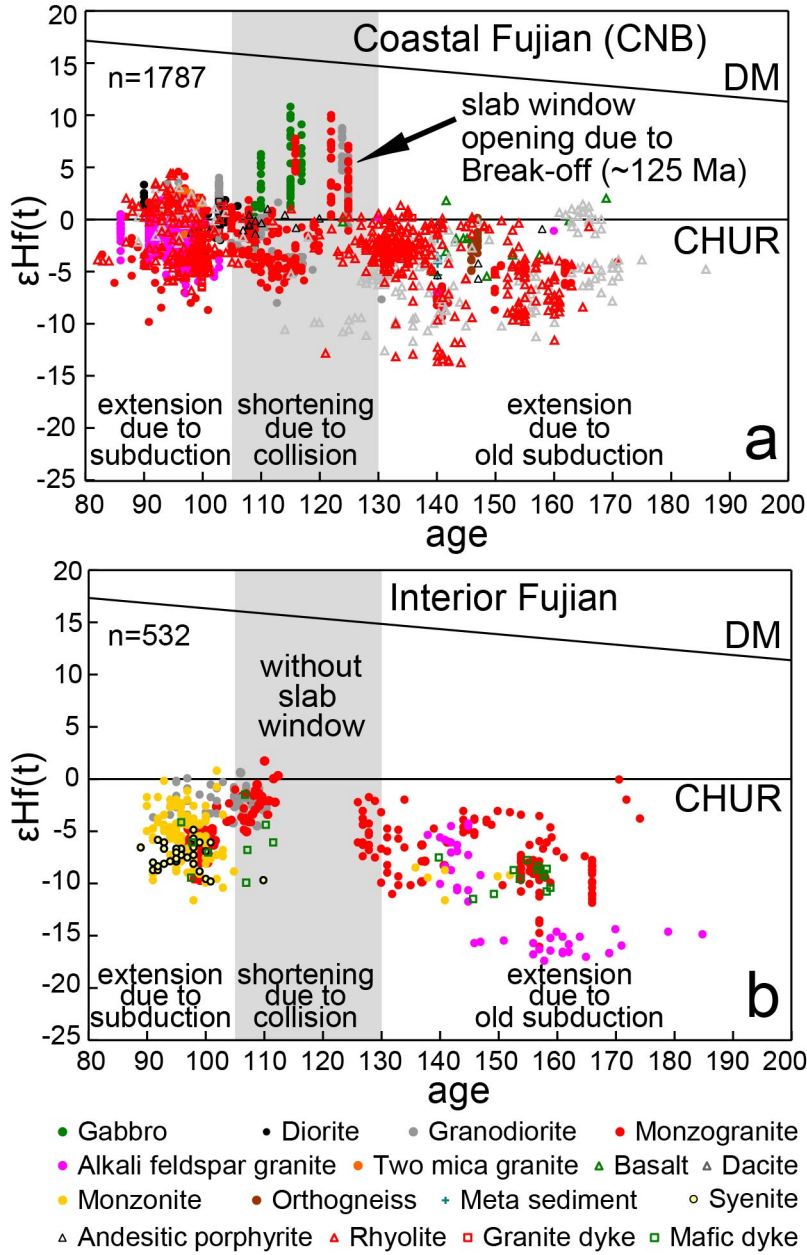 20
15
10
5
0
-5
-10
-15
-20
-25
εHf(t)
Coastal Fujian (CNB)
DM
n=1787
slab window
opening due to
Break-off (~125 Ma)
CHUR
extension
due to
subduction
shortening
due to
collision
extension
due to
old subduction
a
80 90 100 110 120 130 140 150 160 170 180 190 200
age
20
15
10
5
0
-5
-10
-15
-20
-25
εHf(t)
Interior Fujian
DM
n=532
without
slab
window
CHUR
extension
due to
subduction
shortening
due to
collision
extension
due to
old subduction
b
80 90 100 110 120 130 140 150 160 170 180 190 200
age
Gabbro Diorite Granodiorite Monzogranite
Alkali feldspar granite Two mica granite Basalt Dacite
Monzonite Orthogneiss Meta sediment Syenite
Andesitic porphyrite Rhyolite Granite dyke Mafic dyke